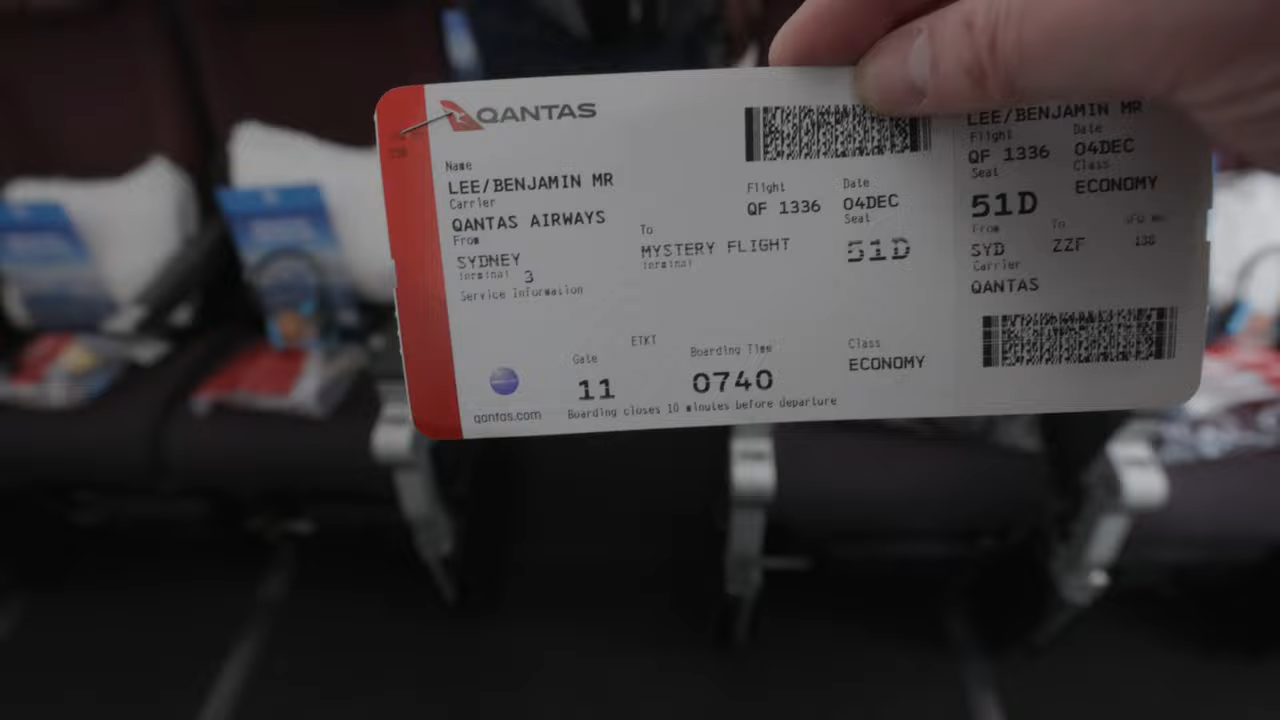 QANTAS
Name
LEE/BENJAMIN MR
Carrier
QANTAS AIRWAYS
From
SYDNEY
Terminal 3
Service Information
To
MYSTERY FLIGHT
Terminal
Flight
QF 1336
Date
04DEC
Seat
51D
ETKT
Gate
11
Boarding Time
0740
Class
ECONOMY
qantas.com
Boarding closes 10 minutes before departure
LEE/BENJAMIN MR
Flight
QF 1336
Date
04DEC
Seat
51D
Class
ECONOMY
From
SYD
To
ZZF
Carrier
QANTAS